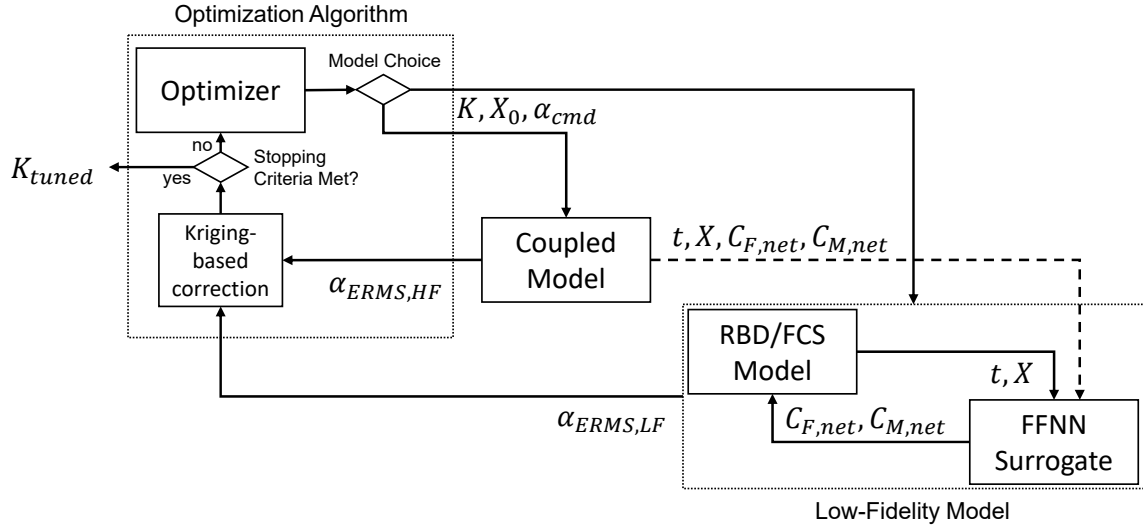 Optimization Algorithm
Optimizer
Model Choice
K, X₀, α_cmd
no
yes
Stopping
Criteria Met?
K_tuned
Kriging-
based
correction
Coupled
Model
t, X, C_F,net, C_M,net
α_ERMS,HF
RBD/FCS
Model
t, X
α_ERMS,LF
C_F,net, C_M,net
FFNN
Surrogate
Low-Fidelity Model